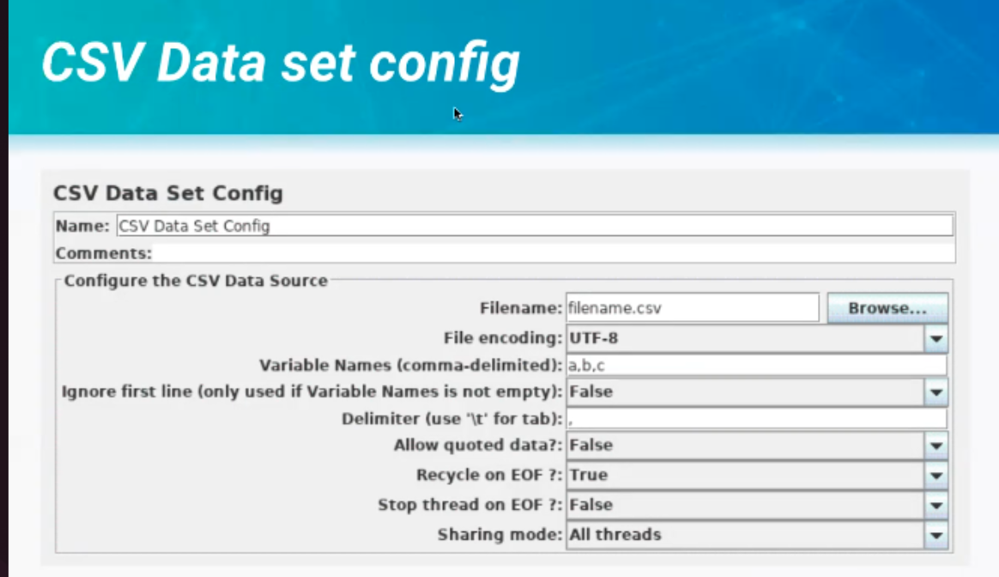 CSV Data set config
CSV Data Set Config
Name: CSV Data Set Config
Comments:
Configure the CSV Data Source
Filename: filename.csv Browse...
File encoding: UTF-8
Variable Names (comma-delimited): a,b,c
Ignore first line (only used if Variable Names is not empty): False
Delimiter (use '\t' for tab): ,
Allow quoted data?: False
Recycle on EOF ?: True
Stop thread on EOF ?: False
Sharing mode: All threads